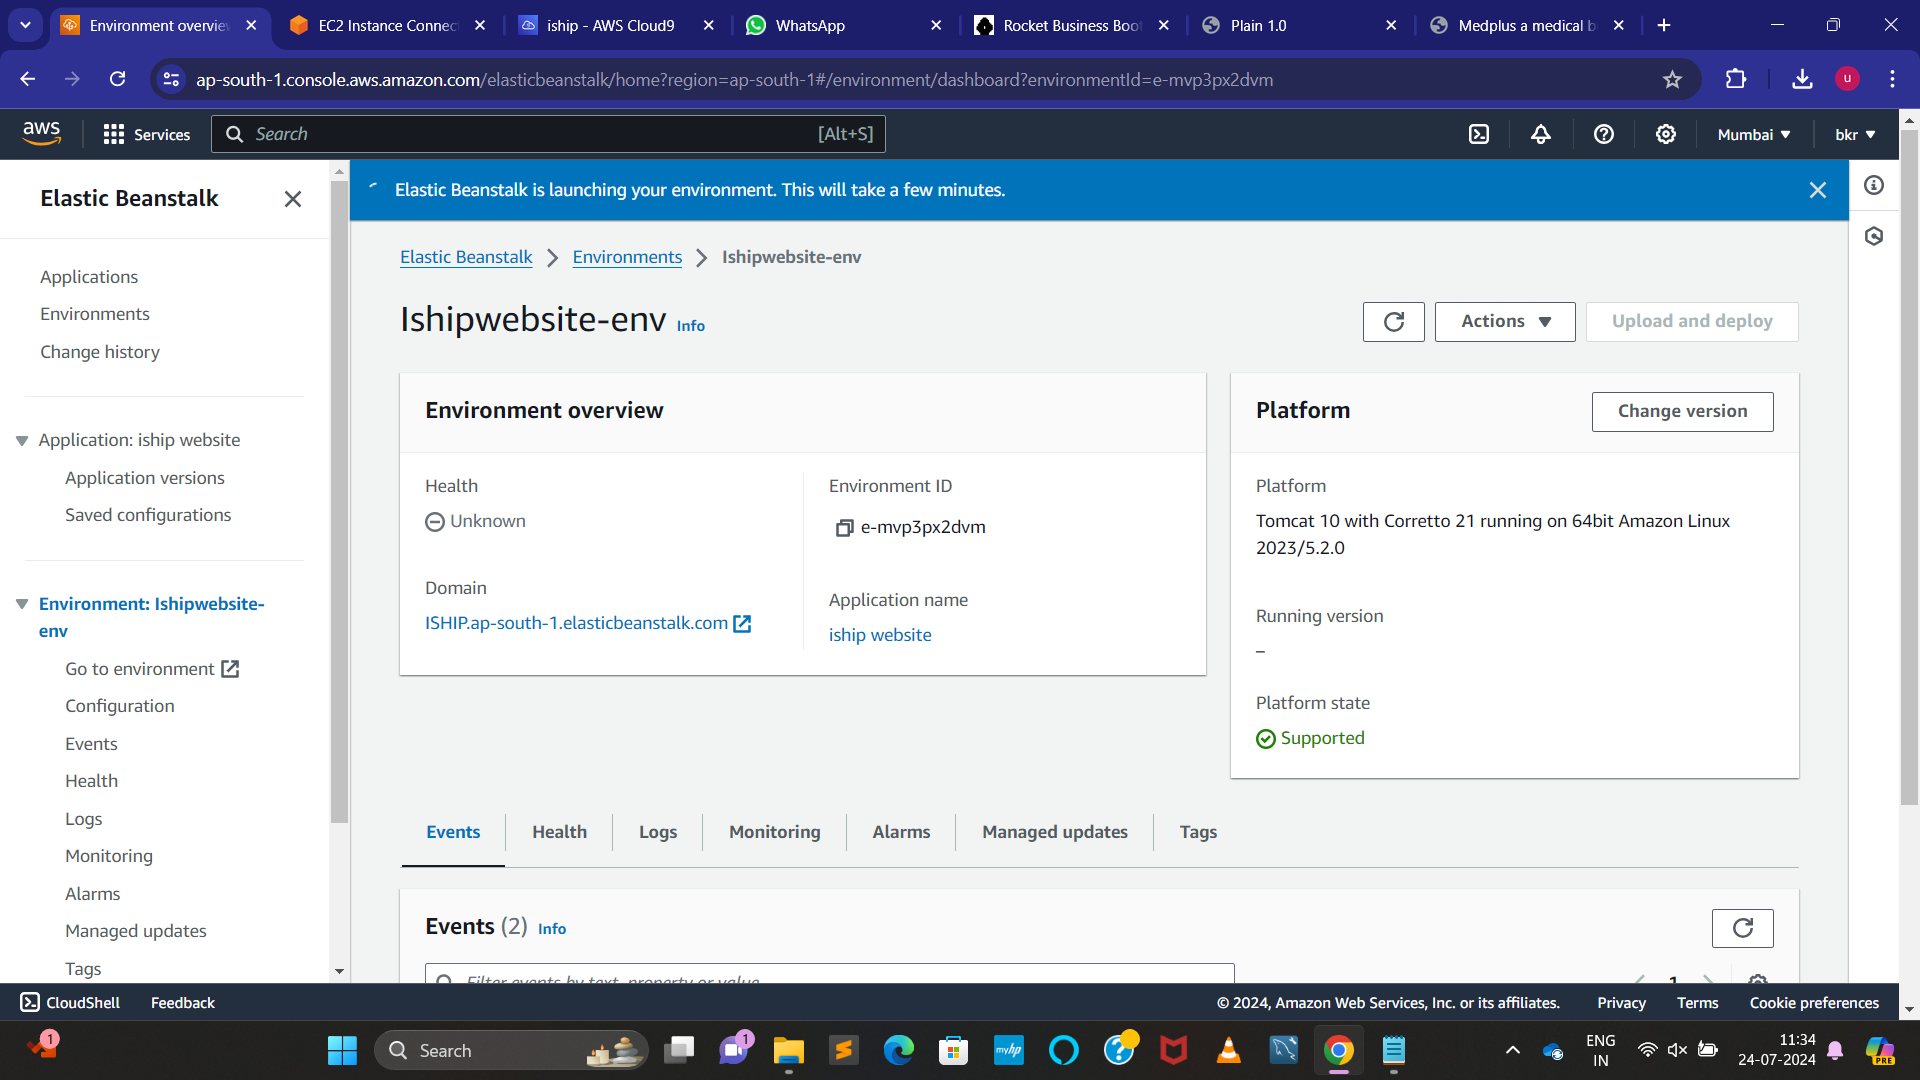 Environment overview
EC2 Instance Connec
iship - AWS Cloud9
WhatsApp
Rocket Business Boot
Plain 1.0
Medplus a medical b
ap-south-1.console.aws.amazon.com/elasticbeanstalk/home?region=ap-south-1#/environment/dashboard?environmentId=e-mvp3px2dvm
u
aws
Services
Search
[Alt+S]
Mumbai
bkr
Elastic Beanstalk
Applications
Environments
Change history
Application: iship website
Application versions
Saved configurations
Environment: Ishipwebsite-
env
Go to environment
Configuration
Events
Health
Logs
Monitoring
Alarms
Managed updates
Tags
Elastic Beanstalk is launching your environment. This will take a few minutes.
Elastic Beanstalk
Environments
Ishipwebsite-env
Ishipwebsite-env Info
Actions
Upload and deploy
Environment overview
Health
Unknown
Domain
ISHIP.ap-south-1.elasticbeanstalk.com
Environment ID
e-mvp3px2dvm
Application name
iship website
Platform
Change version
Platform
Tomcat 10 with Corretto 21 running on 64bit Amazon Linux
2023/5.2.0
Running version
–
Platform state
Supported
Events
Health
Logs
Monitoring
Alarms
Managed updates
Tags
Events (2) Info
Filter events by text, property or value
1
CloudShell
Feedback
© 2024, Amazon Web Services, Inc. or its affiliates.
Privacy
Terms
Cookie preferences
1
Search
1
myhp
ENG
IN
11:34
24-07-2024
PRE